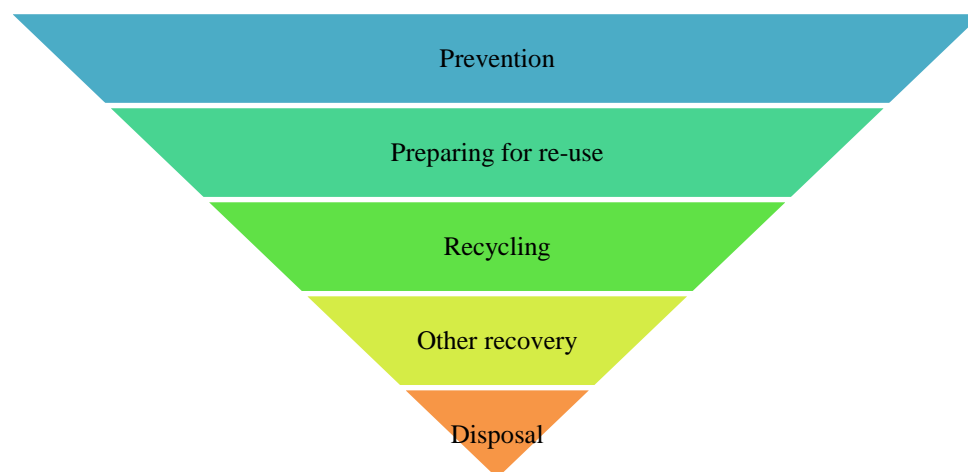 Prevention
Preparing for re-use
Recycling
Other recovery
Disposal